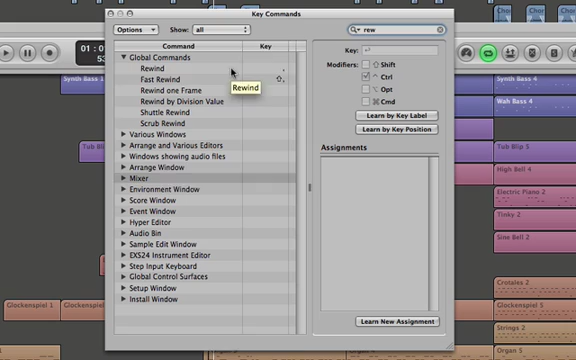 Key Commands
Options
Show: all
rew
Command
Key
Global Commands
Rewind
,
Fast Rewind
⇧,
Rewind one Frame
Rewind by Division Value
Shuttle Rewind
Scrub Rewind
Rewind
Various Windows
Arrange and Various Editors
Windows showing audio files
Arrange Window
Mixer
Environment Window
Score Window
Event Window
Hyper Editor
Audio Bin
Sample Edit Window
EXS24 Instrument Editor
Step Input Keyboard
Global Control Surfaces
Setup Window
Install Window
Key:
Modifiers:
Shift
Ctrl
Opt
Cmd
Learn by Key Label
Learn by Key Position
Assignments
Learn New Assignment
01 : 0
Synth Bass 1
Tub Bli
Glockenspiel 1
Glockenspiel
Synth Bass 4
Wah Bass 4
Tub Blip 5
High Bell 4
Electric Piano 2
Tinky 2
Sine Bell 2
Crotales 2
Glockenspiel 5
Strings 2
Organ 5